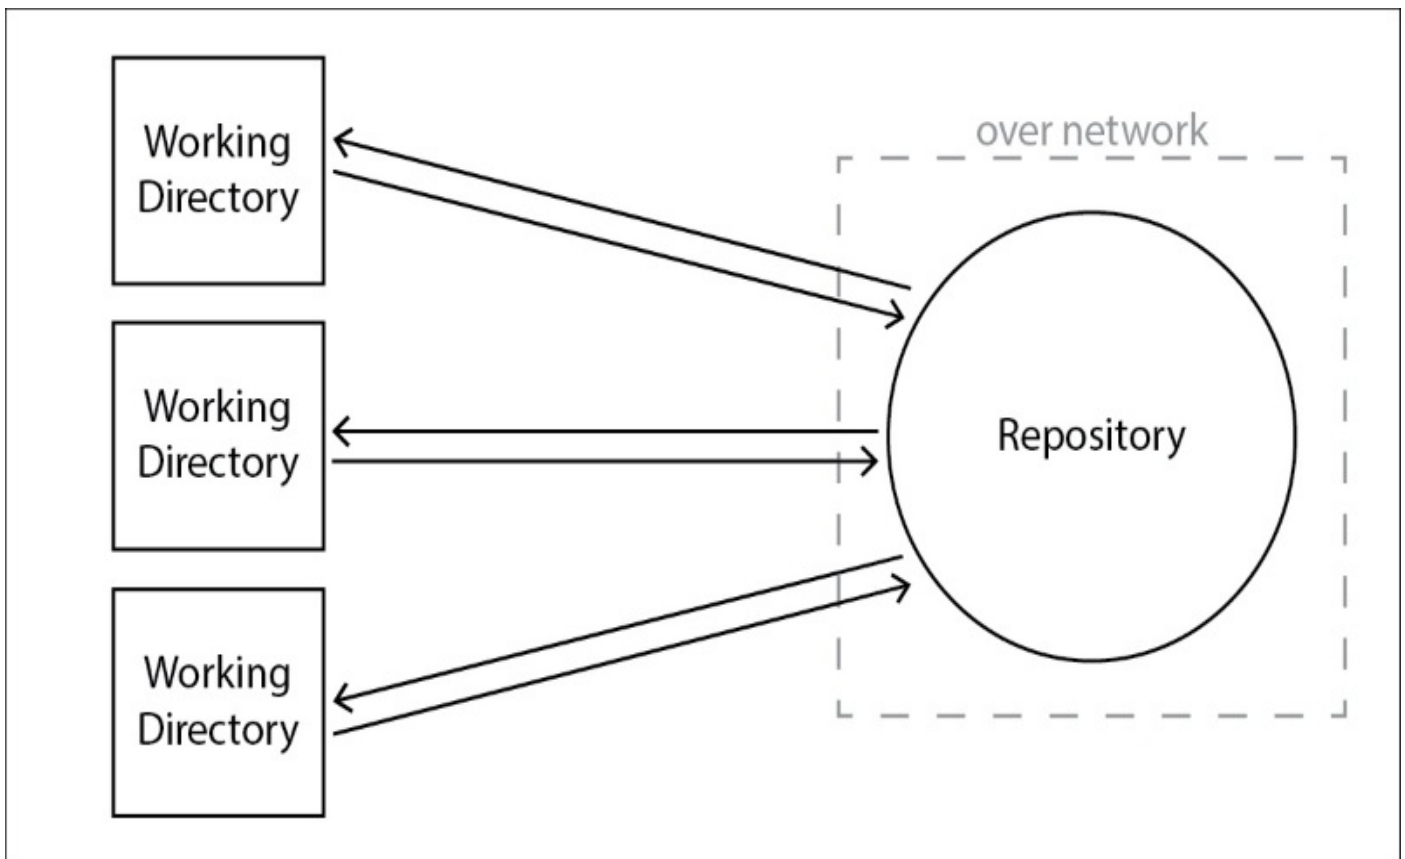 Working
Directory
over network
Working
Directory
Repository
Working
Directory